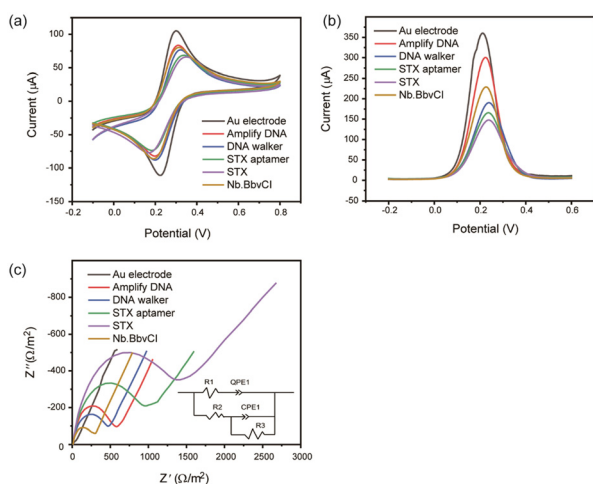 (a)
100
50
0
-50
-100
Current (μA)
0.0
0.2
0.4
0.6
0.8
Potential (V)
Au electrode
Amplify DNA
DNA walker
STX aptamer
STX
Nb.BbvCI
(b)
400
350
300
250
200
150
100
50
0
Current (μA)
-0.2
0.0
0.2
0.4
0.6
Potential (V)
Au electrode
Amplify DNA
DNA walker
STX aptamer
STX
Nb.BbvCI
(c)
-800
-600
-400
-200
0
Z''(Ω/m²)
0
500
1000
1500
2000
2500
3000
Z' (Ω/m²)
Au electrode
Amplify DNA
DNA walker
STX aptamer
STX
Nb.BbvCI
R1
QPE1
R2
CPE1
R3